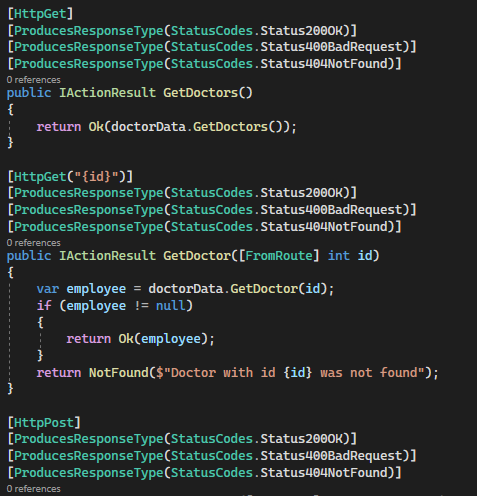 [HttpGet]
[ProducesResponseType(StatusCodes.Status200OK)]
[ProducesResponseType(StatusCodes.Status400BadRequest)]
[ProducesResponseType(StatusCodes.Status404NotFound)]
0 references
public IActionResult GetDoctors()
{
    return Ok(doctorData.GetDoctors());
}

[HttpGet("{id}")]
[ProducesResponseType(StatusCodes.Status200OK)]
[ProducesResponseType(StatusCodes.Status400BadRequest)]
[ProducesResponseType(StatusCodes.Status404NotFound)]
0 references
public IActionResult GetDoctor([FromRoute] int id)
{
    var employee = doctorData.GetDoctor(id);
    if (employee != null)
    {
        return Ok(employee);
    }
    return NotFound($"Doctor with id {id} was not found");
}

[HttpPost]
[ProducesResponseType(StatusCodes.Status200OK)]
[ProducesResponseType(StatusCodes.Status400BadRequest)]
[ProducesResponseType(StatusCodes.Status404NotFound)]
0 references